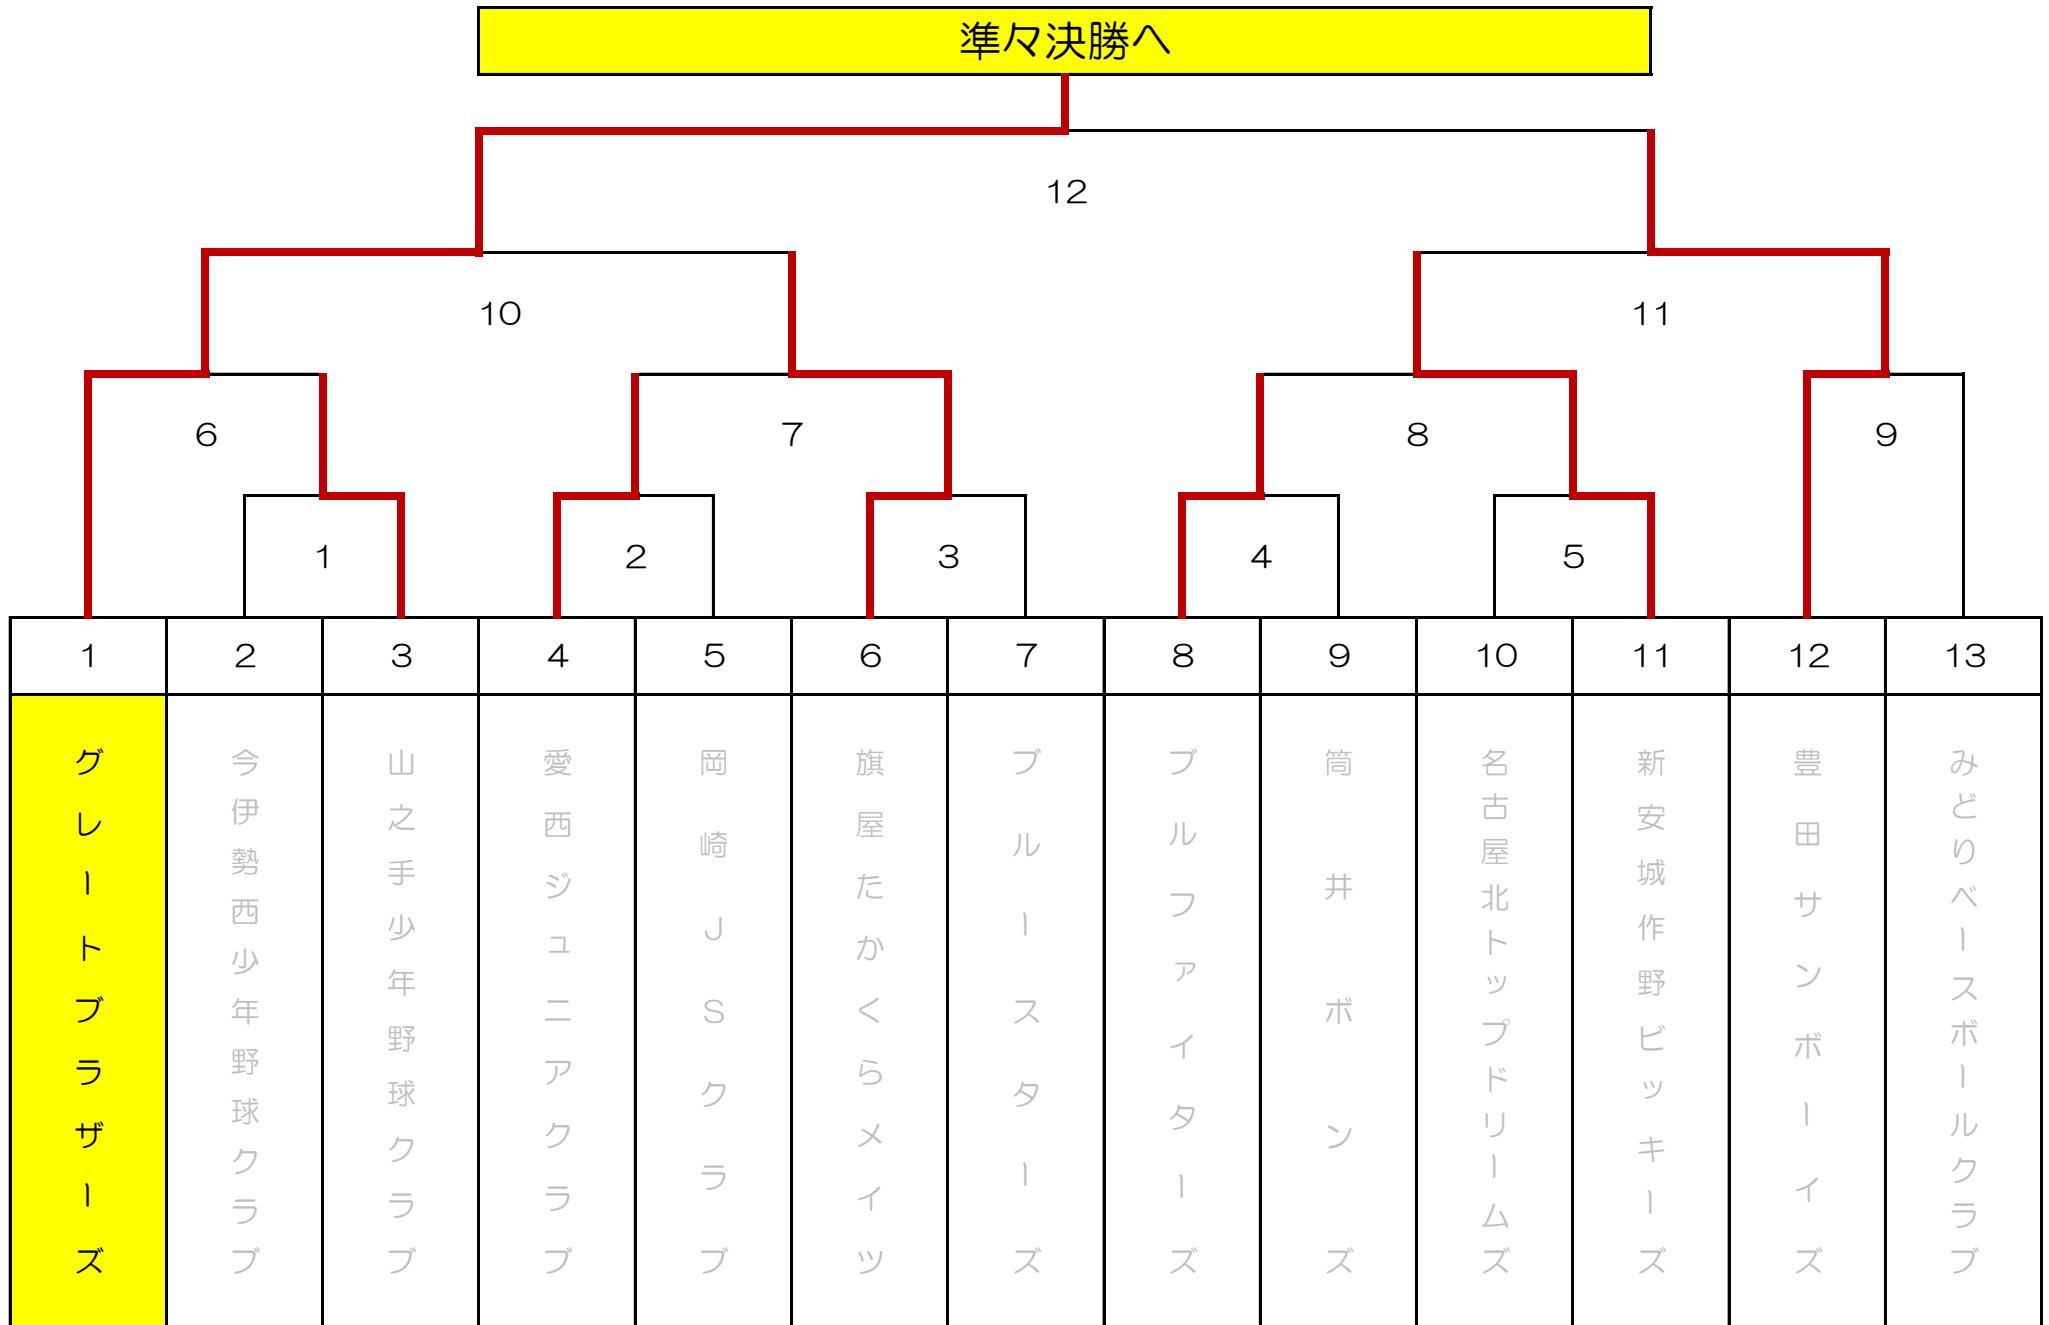 準々決勝へ
12
10
11
6
7
8
9
1
2
3
4
5
1
2
3
4
5
6
7
8
9
10
11
12
13
グレートブラザーズ
今伊勢西少年野球クラブ
山之手少年野球クラブ
愛西ジュニアクラブ
岡崎JSクラブ
旗屋たかくらメイツ
ブルースターズ
ブルファイターズ
筒井ボンズ
名古屋北トップドリームズ
新安城作野ビッキーズ
豊田サンボーイズ
みどりベースボールクラブ